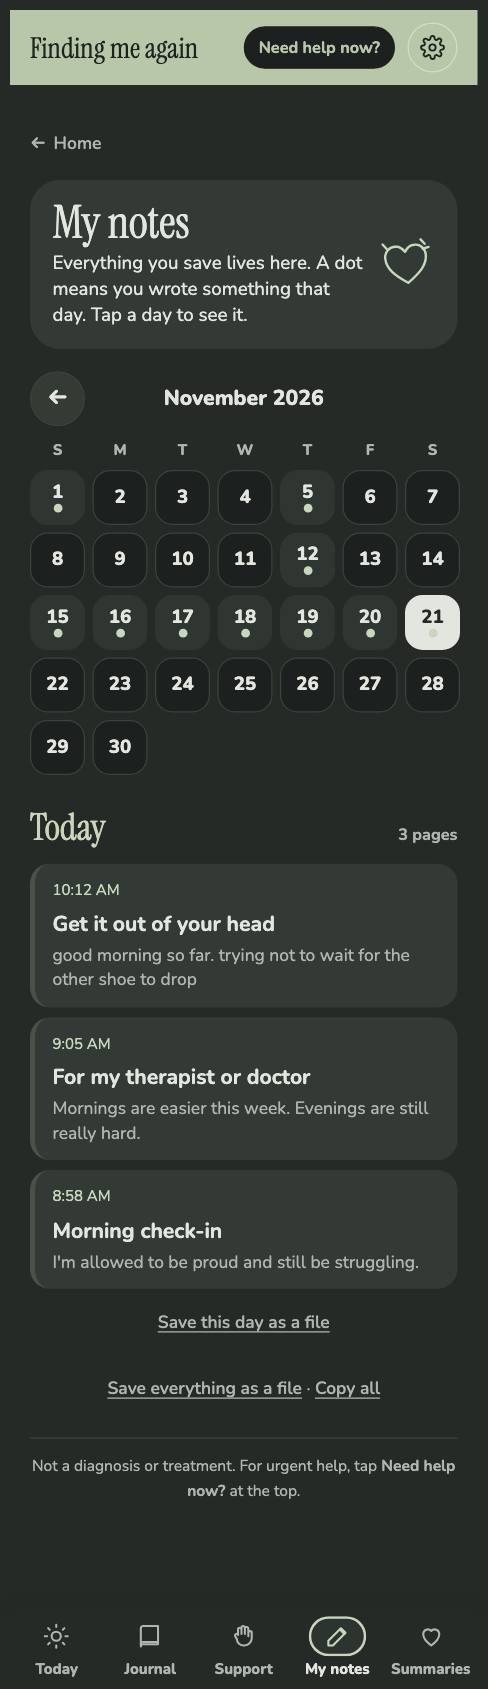 Finding me again
Need help now?
← Home
My notes
Everything you save lives here. A dot
means you wrote something that
day. Tap a day to see it.
November 2026
S M T W T F S
1 2 3 4 5 6 7
8 9 10 11 12 13 14
15 16 17 18 19 20 21
22 23 24 25 26 27 28
29 30
Today
3 pages
10:12 AM
Get it out of your head
good morning so far. trying not to wait for the
other shoe to drop
9:05 AM
For my therapist or doctor
Mornings are easier this week. Evenings are still
really hard.
8:58 AM
Morning check-in
I'm allowed to be proud and still be struggling.
Save this day as a file
Save everything as a file · Copy all
Not a diagnosis or treatment. For urgent help, tap Need help
now? at the top.
Today Journal Support My notes Summaries